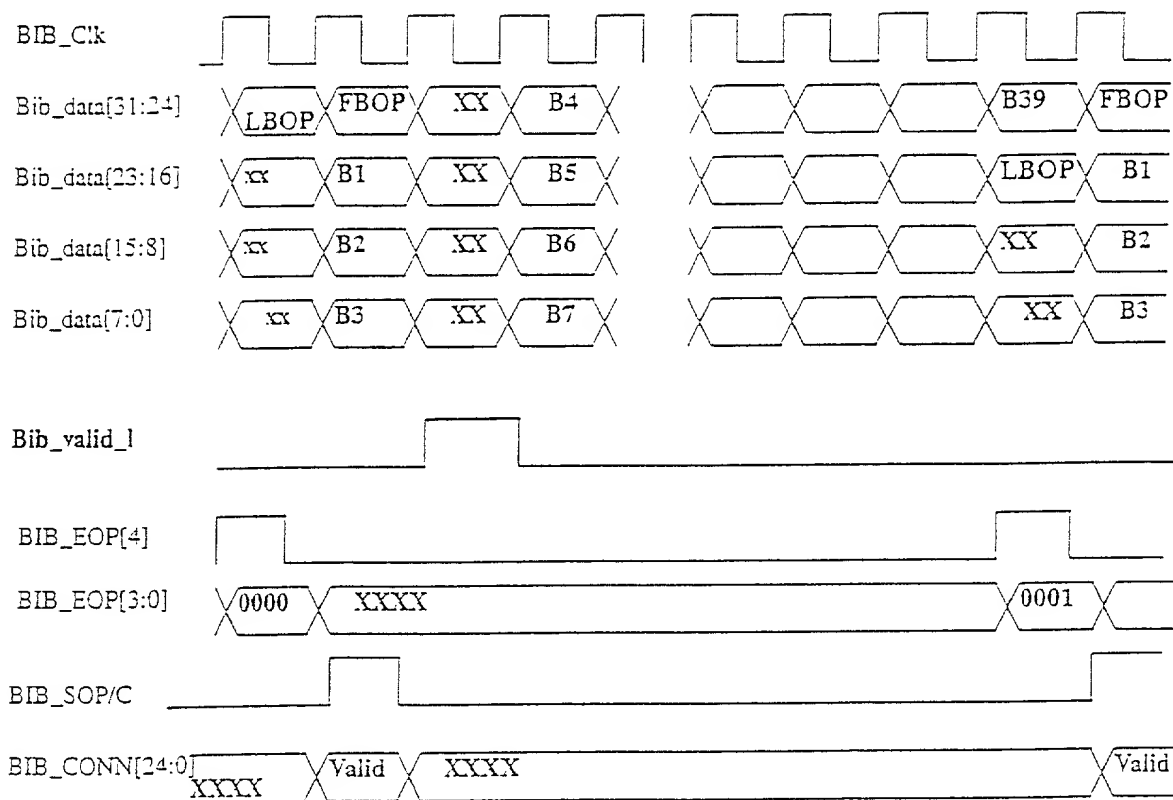 BIB_Clk
Bib_data[31:24] LBOP FBOP XX B4 B39 FBOP
Bib_data[23:16] xx B1 XX B5 LBOP B1
Bib_data[15:8] xx B2 XX B6 XX B2
Bib_data[7:0] xx B3 XX B7 XX B3
Bib_valid_l
BIB_EOP[4]
BIB_EOP[3:0] 0000 XXXX 0001
BIB_SOP/C
BIB_CONN[24:0] XXXX Valid XXXX Valid